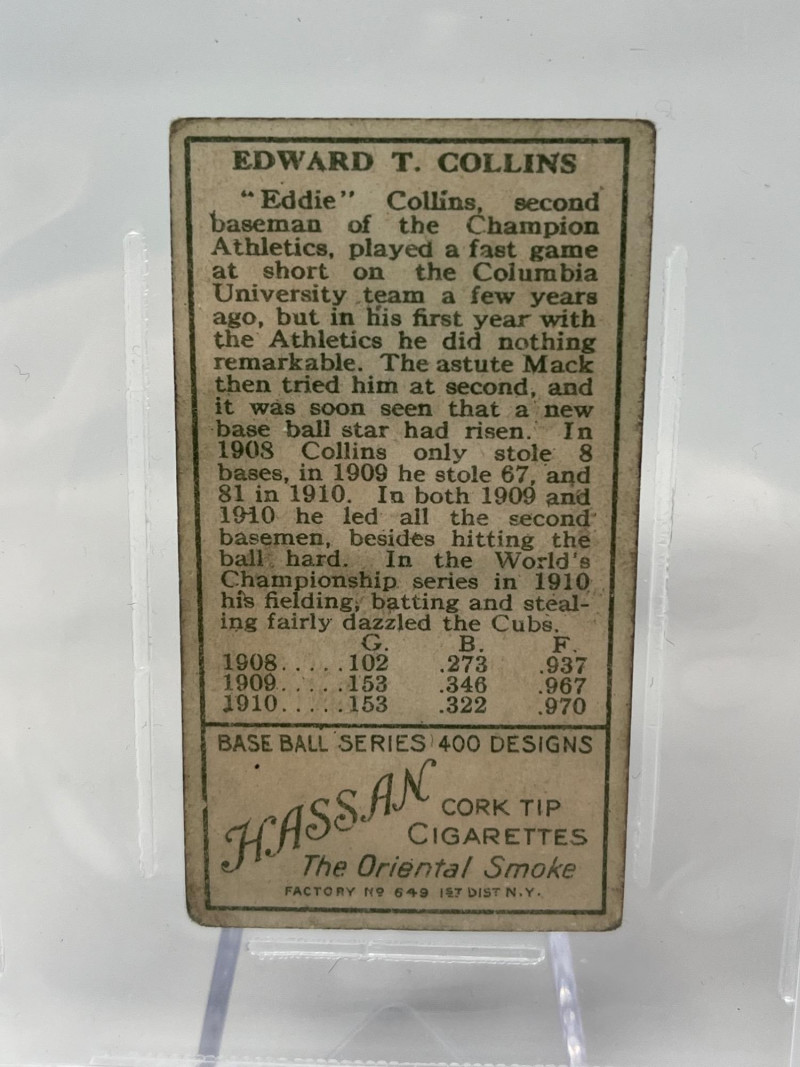 EDWARD T. COLLINS
"Eddie" Collins, second
baseman of the Champion
Athletics, played a fast game
at short on the Columbia
University team a few years
ago, but in his first year with
the Athletics he did nothing
remarkable. The astute Mack
then tried him at second, and
it was soon seen that a new
base ball star had risen. In
1908 Collins only stole 8
bases, in 1909 he stole 67, and
81 in 1910. In both 1909 and
1910 he led all the second
basemen, besides hitting the
ball hard. In the World's
Championship series in 1910
his fielding, batting and steal-
ing fairly dazzled the Cubs.
G. B. F.
1908.....102 .273 .937
1909.....153 .346 .967
1910.....153 .322 .970
BASE BALL SERIES 400 DESIGNS
HASSAN CORK TIP
CIGARETTES
The Oriental Smoke
FACTORY Nº 649 1ST DIST N.Y.